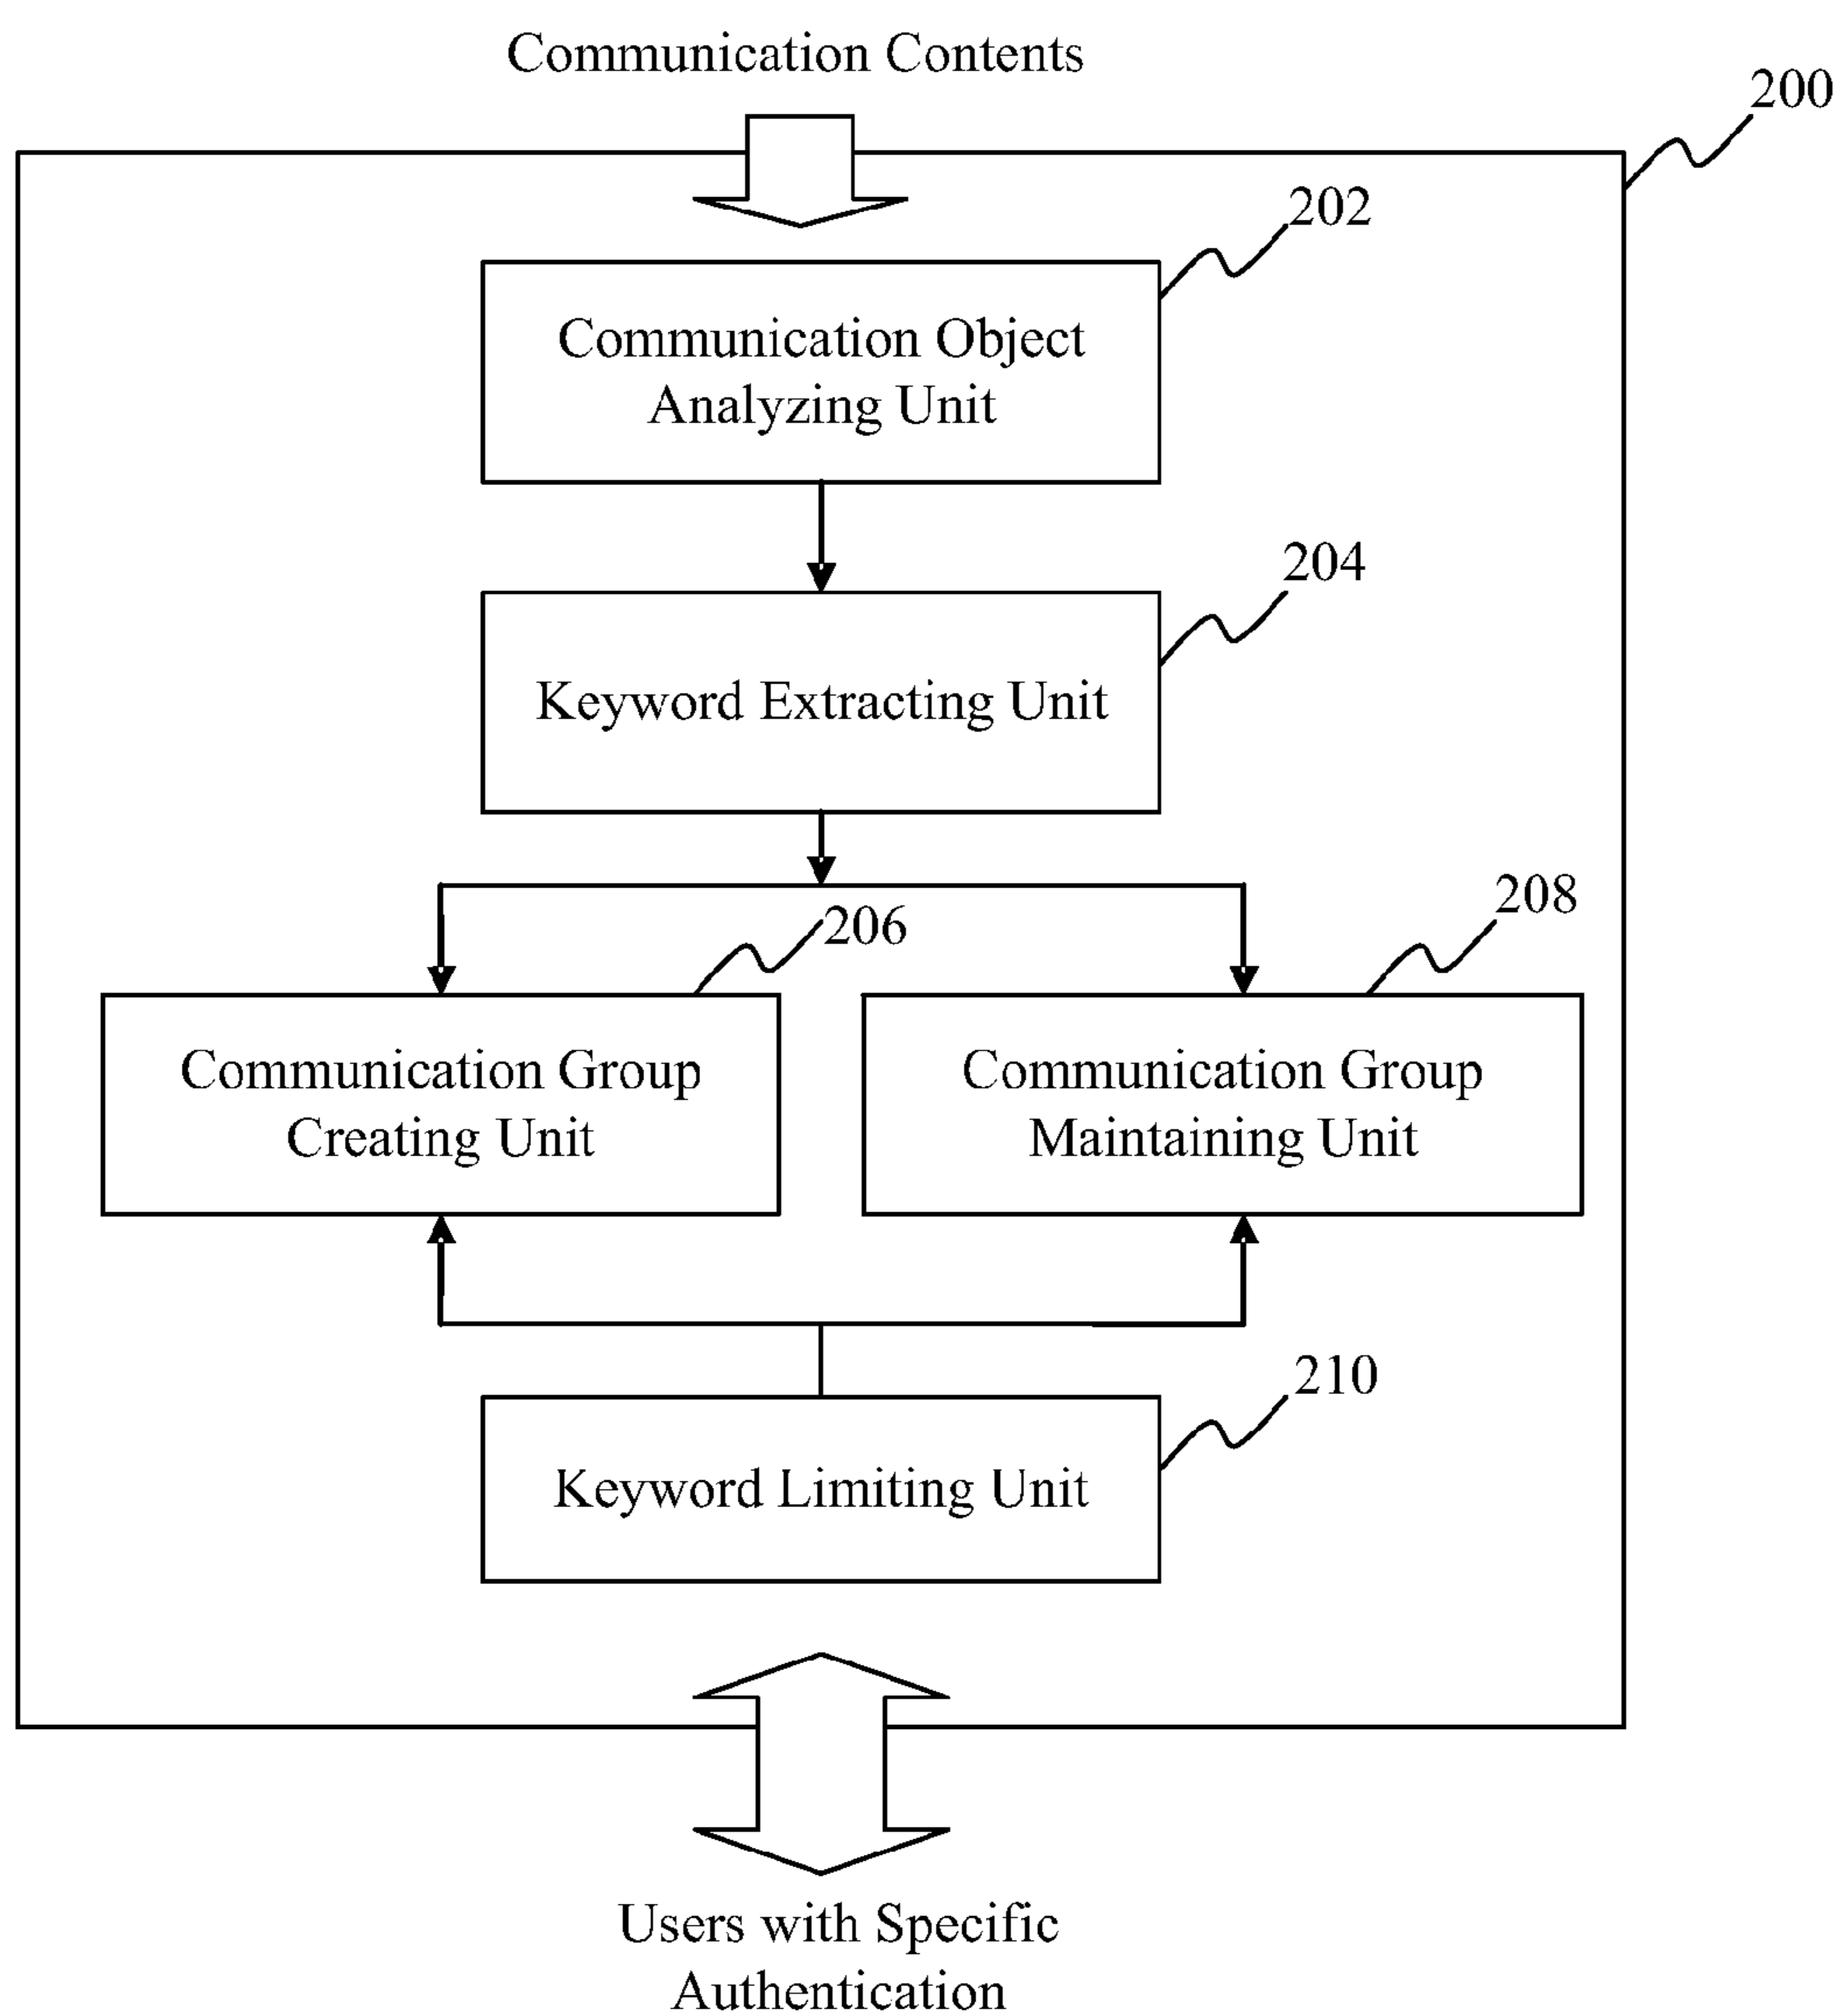 Communication Contents
200
202
Communication Object
Analyzing Unit
204
Keyword Extracting Unit
206
208
Communication Group
Creating Unit
Communication Group
Maintaining Unit
210
Keyword Limiting Unit
Users with Specific
Authentication